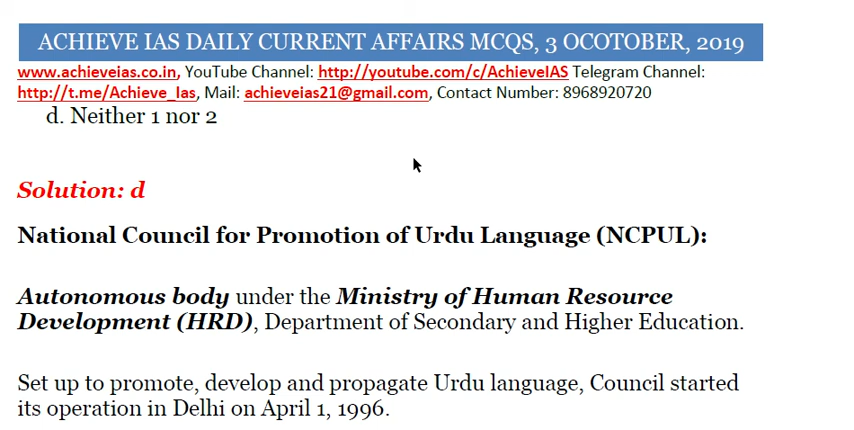 ACHIEVE IAS DAILY CURRENT AFFAIRS MCQS, 3 OCOTOBER, 2019
www.achieveias.co.in, YouTube Channel: http://youtube.com/c/AchieveIAS Telegram Channel:
http://t.me/Achieve_Ias, Mail: achieveias21@gmail.com, Contact Number: 8968920720
d. Neither 1 nor 2
Solution: d
National Council for Promotion of Urdu Language (NCPUL):
Autonomous body under the Ministry of Human Resource
Development (HRD), Department of Secondary and Higher Education.
Set up to promote, develop and propagate Urdu language, Council started
its operation in Delhi on April 1, 1996.